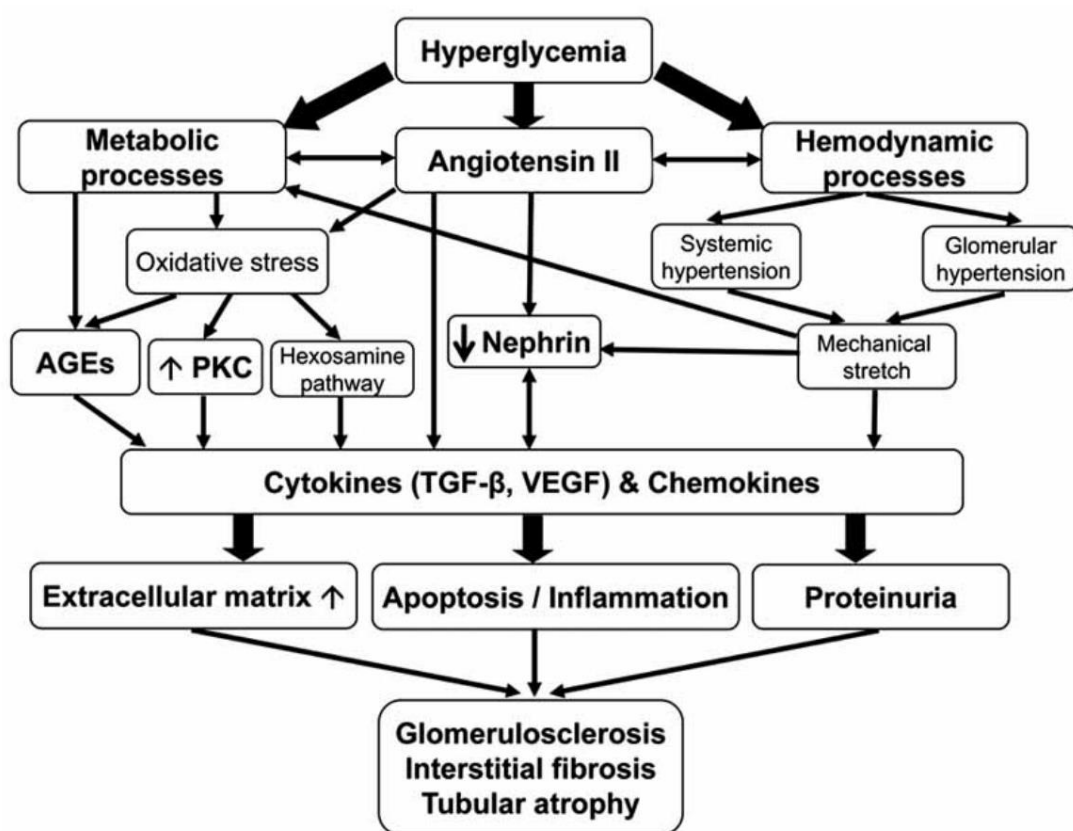 Hyperglycemia
Metabolic
processes
Angiotensin II
Hemodynamic
processes
Oxidative stress
Systemic
hypertension
Glomerular
hypertension
AGEs
↑ PKC
Hexosamine
pathway
↓ Nephrin
Mechanical
stretch
Cytokines (TGF-β, VEGF) & Chemokines
Extracellular matrix ↑
Apoptosis / Inflammation
Proteinuria
Glomerulosclerosis
Interstitial fibrosis
Tubular atrophy